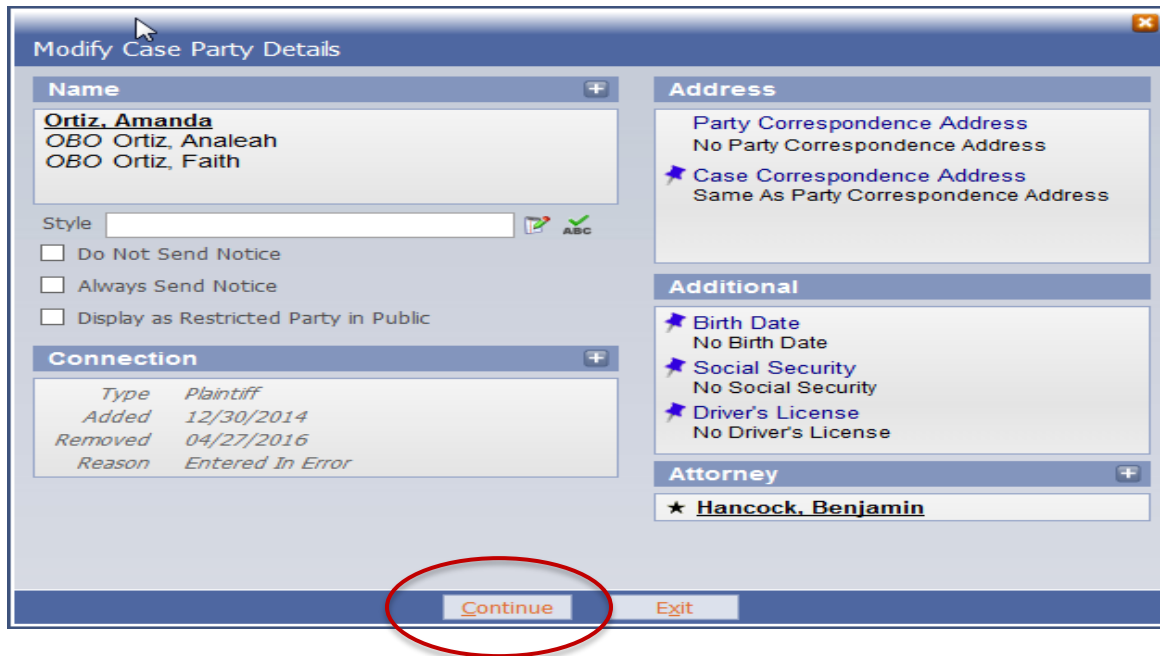 Modify Case Party Details
Name
Ortiz, Amanda
OBO Ortiz, Analeah
OBO Ortiz, Faith
Style
ABC
Do Not Send Notice
Always Send Notice
Display as Restricted Party in Public
Connection
Type Plaintiff
Added 12/30/2014
Removed 04/27/2016
Reason Entered In Error
Address
Party Correspondence Address
No Party Correspondence Address
Case Correspondence Address
Same As Party Correspondence Address
Additional
Birth Date
No Birth Date
Social Security
No Social Security
Driver's License
No Driver's License
Attorney
★ Hancock, Benjamin
Continue Exit